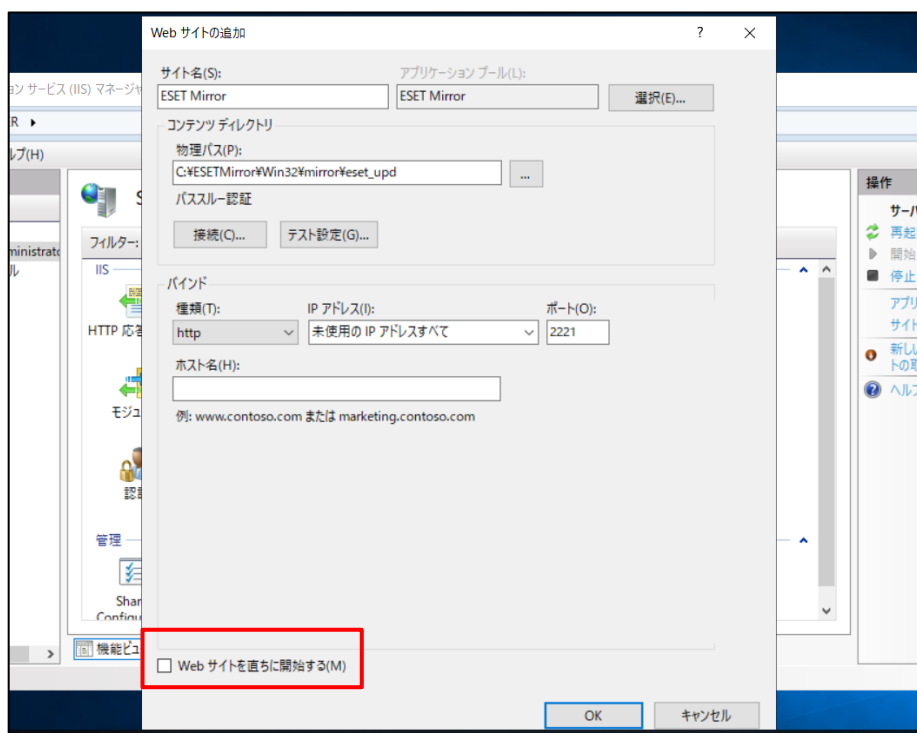 Web サイトの追加
?
サイト名(S):
アプリケーション プール(L):
ESET Mirror
ESET Mirror
選択(E)...
コンテンツ ディレクトリ
物理パス(P):
C:¥ESETMirror¥Win32¥mirror¥eset_upd
...
パススルー認証
接続(C)...
テスト設定(G)...
バインド
種類(T):
IP アドレス(I):
ポート(O):
http
未使用の IP アドレスすべて
2221
ホスト名(H):
例: www.contoso.com または marketing.contoso.com
Web サイトを直ちに開始する(M)
OK
キャンセル
ョン サービス (IIS) マネージャ
R
ルプ(H)
ministrato
ル
S
フィルター:
IIS
HTTP 応答
モジュ
認証
管理
Shar
Configu
機能ビュ
操作
サーバ
再起
開始
停止
アプリ
サイト
新しい
トの取
ヘルプ